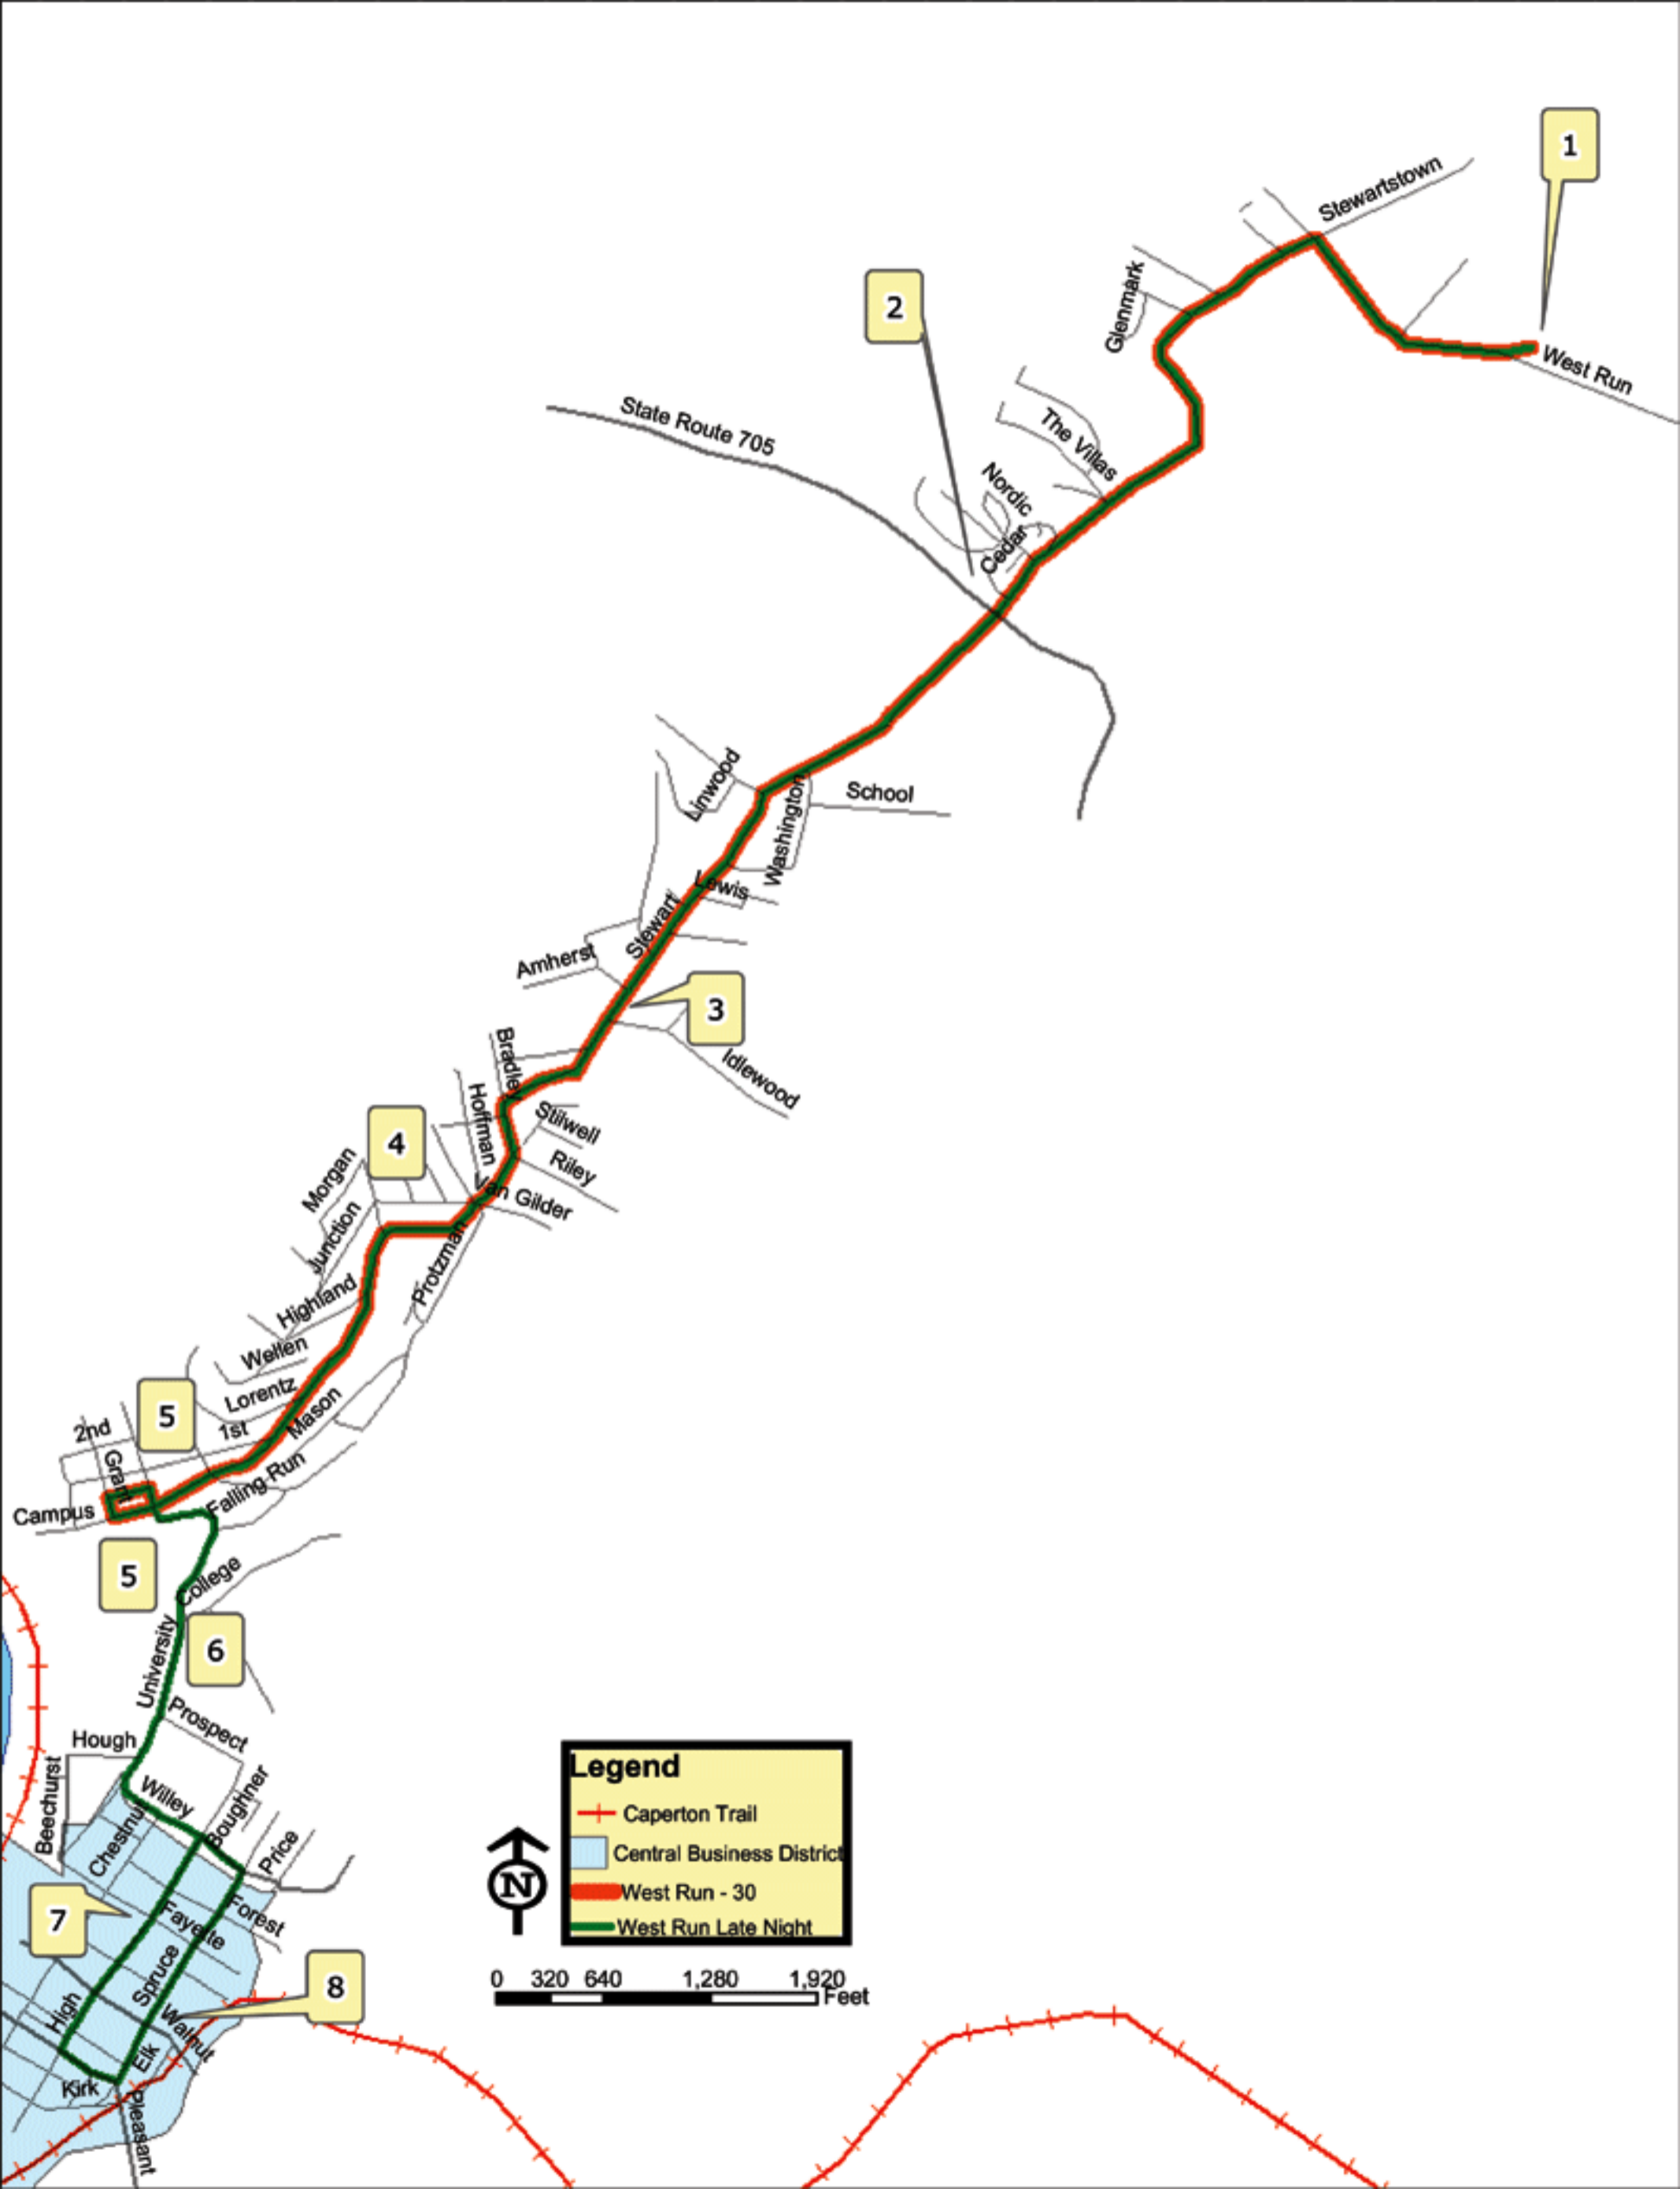 1
Stewartstown
Glenmark
2
West Run
State Route 705
The Villas
Nordic
Cedar
Linwood
School
Washington
Lewis
Stewart
Amherst
3
Bradley
Idlewood
Hoffman
Stilwell
4
Morgan
Riley
Van Gilder
Junction
Protzman
Highland
Wellen
Lorentz
5
Mason
2nd
1st
Grant
Falling Run
Campus
5
College
6
University
Prospect
Hough
Beechurst
Willey
Boughner
Chestnut
Price
7
Fayette
Forest
Spruce
8
High
Walnut
Elk
Kirk
Pleasant
Legend
Caperton Trail
Central Business District
West Run - 30
West Run Late Night
N
0 320 640 1,280 1,920
Feet